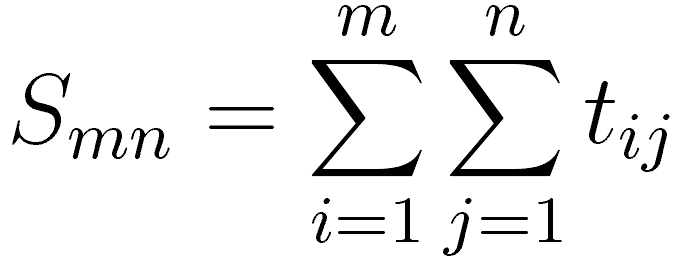 S_{mn} = \sum_{i=1}^{m} \sum_{j=1}^{n} t_{ij}